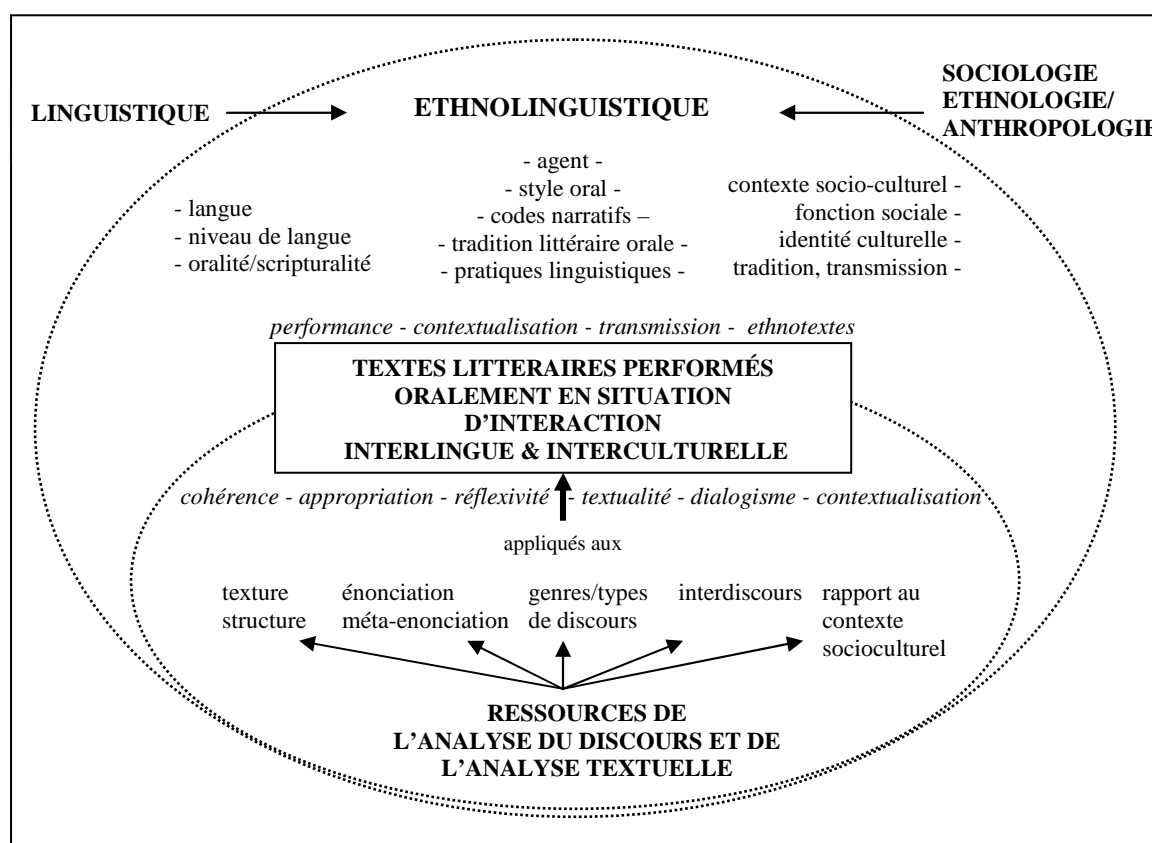 LINGUISTIQUE
ETHNOLINGUISTIQUE
SOCIOLOGIE
ETHNOLOGIE/
ANTHROPOLOGIE
- langue
- niveau de langue
- oralité/scripturalité
- agent -
- style oral -
- codes narratifs –
- tradition littéraire orale -
- pratiques linguistiques -
contexte socio-culturel -
fonction sociale -
identité culturelle -
tradition, transmission -
performance - contextualisation - transmission - ethnotextes
TEXTES LITTERAIRES PERFORMÉS
ORALEMENT EN SITUATION
D’INTERACTION
INTERLINGUE & INTERCULTURELLE
cohérence - appropriation - réflexivité - textualité - dialogisme - contextualisation
appliqués aux
texture
structure
énonciation
méta-enonciation
genres/types
de discours
interdiscours
rapport au
contexte
socioculturel
RESSOURCES DE
L’ANALYSE DU DISCOURS ET DE
L’ANALYSE TEXTUELLE